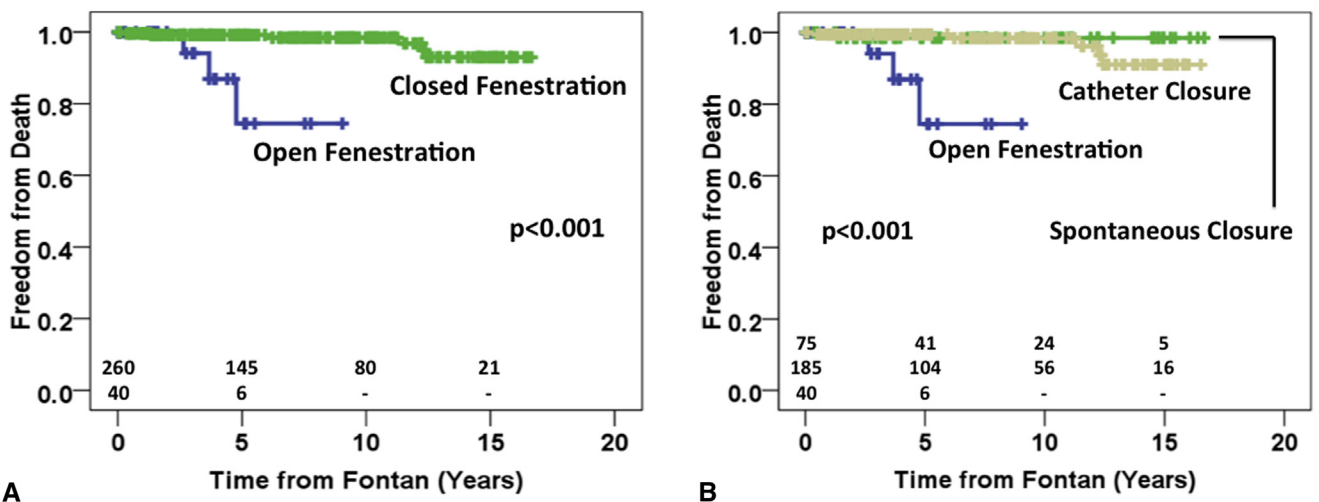 1.0
0.8
0.6
0.4
0.2
0.0
Freedom from Death
Closed Fenestration
Open Fenestration
p<0.001
260 145 80 21
40 6 - -
0 5 10 15 20
Time from Fontan (Years)
A
1.0
0.8
0.6
0.4
0.2
0.0
Freedom from Death
Catheter Closure
Open Fenestration
p<0.001
Spontaneous Closure
75 41 24 5
185 104 56 16
40 6 - -
0 5 10 15 20
Time from Fontan (Years)
B